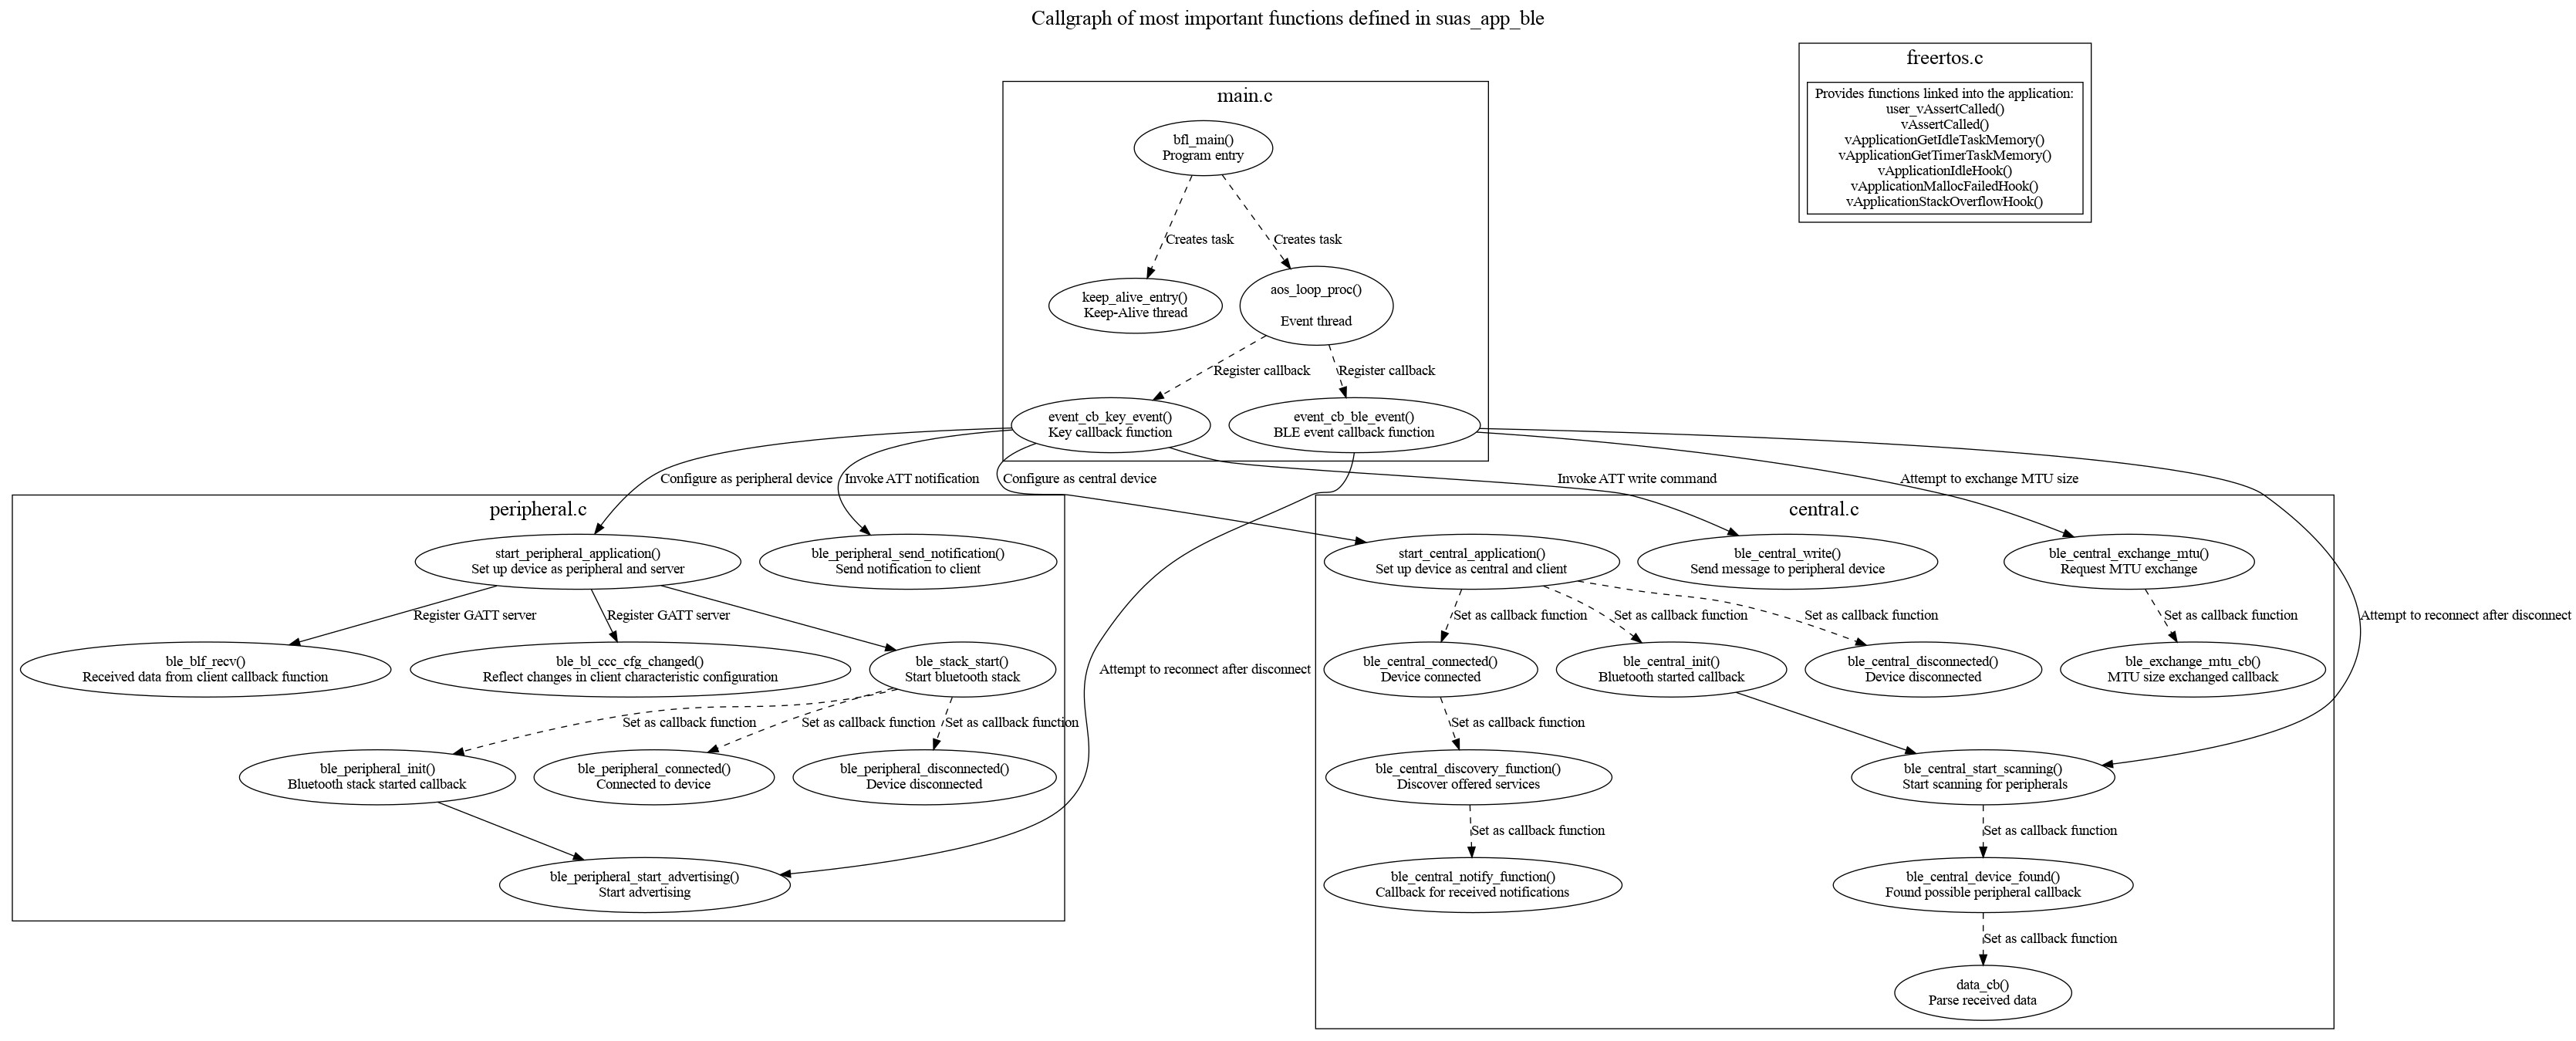 Callgraph of most important functions defined in suas_app_ble
freertos.c
Provides functions linked into the application:
user_vAssertCalled()
vAssertCalled()
vApplicationGetIdleTaskMemory()
vApplicationGetTimerTaskMemory()
vApplicationIdleHook()
vApplicationMallocFailedHook()
vApplicationStackOverflowHook()
main.c
bfl_main()
Program entry
Creates task
Creates task
keep_alive_entry()
Keep-Alive thread
aos_loop_proc()
Event thread
Register callback
Register callback
event_cb_key_event()
Key callback function
event_cb_ble_event()
BLE event callback function
Configure as peripheral device
Invoke ATT notification
Configure as central device
Invoke ATT write command
Attempt to exchange MTU size
peripheral.c
start_peripheral_application()
Set up device as peripheral and server
ble_peripheral_send_notification()
Send notification to client
Register GATT server
Register GATT server
ble_blf_recv()
Received data from client callback function
ble_bl_ccc_cfg_changed()
Reflect changes in client characteristic configuration
ble_stack_start()
Start bluetooth stack
Set as callback function
Set as callback function
Set as callback function
ble_peripheral_init()
Bluetooth stack started callback
ble_peripheral_connected()
Connected to device
ble_peripheral_disconnected()
Device disconnected
ble_peripheral_start_advertising()
Start advertising
Attempt to reconnect after disconnect
central.c
start_central_application()
Set up device as central and client
ble_central_write()
Send message to peripheral device
ble_central_exchange_mtu()
Request MTU exchange
Set as callback function
Set as callback function
Set as callback function
Set as callback function
Attempt to reconnect after disconnect
ble_central_connected()
Device connected
ble_central_init()
Bluetooth started callback
ble_central_disconnected()
Device disconnected
ble_exchange_mtu_cb()
MTU size exchanged callback
Set as callback function
ble_central_discovery_function()
Discover offered services
ble_central_start_scanning()
Start scanning for peripherals
Set as callback function
Set as callback function
ble_central_notify_function()
Callback for received notifications
ble_central_device_found()
Found possible peripheral callback
Set as callback function
data_cb()
Parse received data